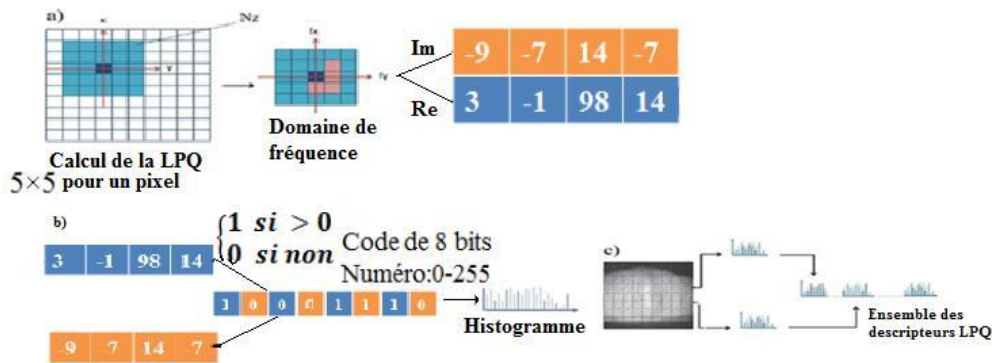 a)
x
Nz
Y
fx
fy
Im
-9 -7 14 -7
Re
3 -1 98 14
Calcul de la LPQ
pour un pixel
5×5
Domaine de
fréquence
b)
1 si > 0
0 si non
3 -1 98 14
Code de 8 bits
Numéro:0-255
1 0 0 0 1 1 1 0
Histogramme
-9 7 14 -7
c)
Ensemble des
descripteurs LPQ